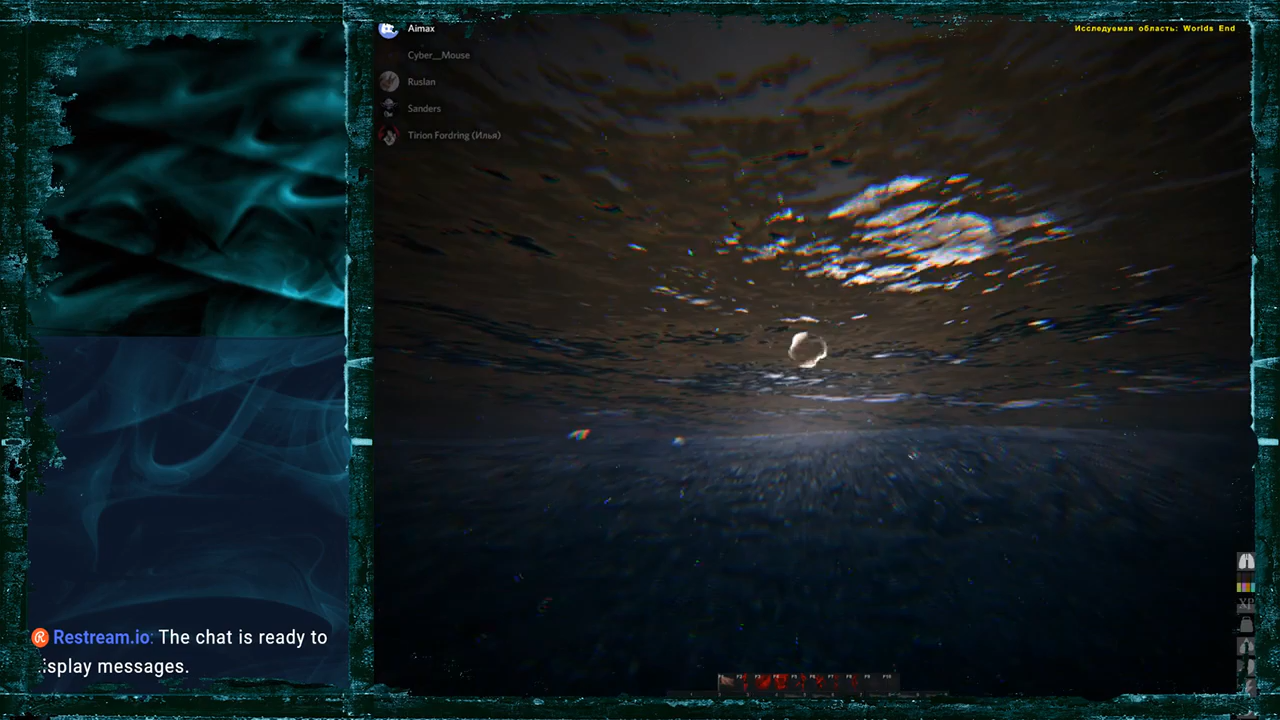 Aimax
Исследуемая область: Worlds End
Cyber__Mouse
Ruslan
Sanders
Tirion Fordring (Илья)
XP
Restream.io: The chat is ready to
isplay messages.